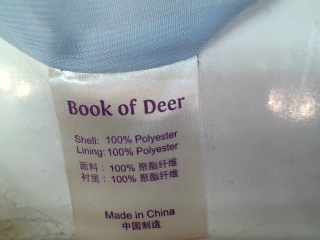 Book of Deer
Shell: 100% Polyester
Lining: 100% Polyester
面料: 100% 聚酯纤维
衬里: 100% 聚酯纤维
Made in China
中国制造